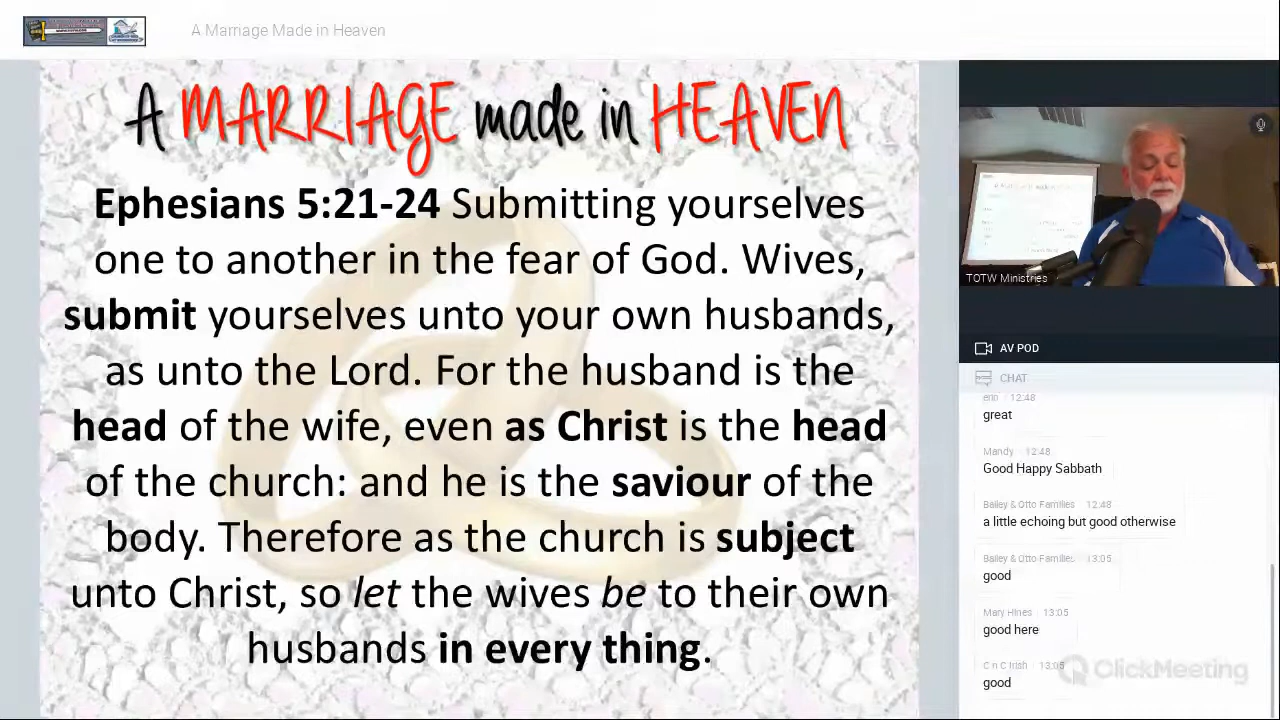 A Marriage Made in Heaven
A MARRIAGE made in HEAVEN
Ephesians 5:21-24 Submitting yourselves
one to another in the fear of God. Wives,
submit yourselves unto your own husbands,
as unto the Lord. For the husband is the
head of the wife, even as Christ is the head
of the church: and he is the saviour of the
body. Therefore as the church is subject
unto Christ, so let the wives be to their own
husbands in every thing.
TOTW Ministries
AV POD
CHAT
12:48
great
Mandy 12:48
Good Happy Sabbath
Bailey & Otto Families 12:48
a little echoing but good otherwise
Bailey & Otto Families 13:05
good
Mary Hines 13:05
good here
C n C Irish 13:05
good
ClickMeeting